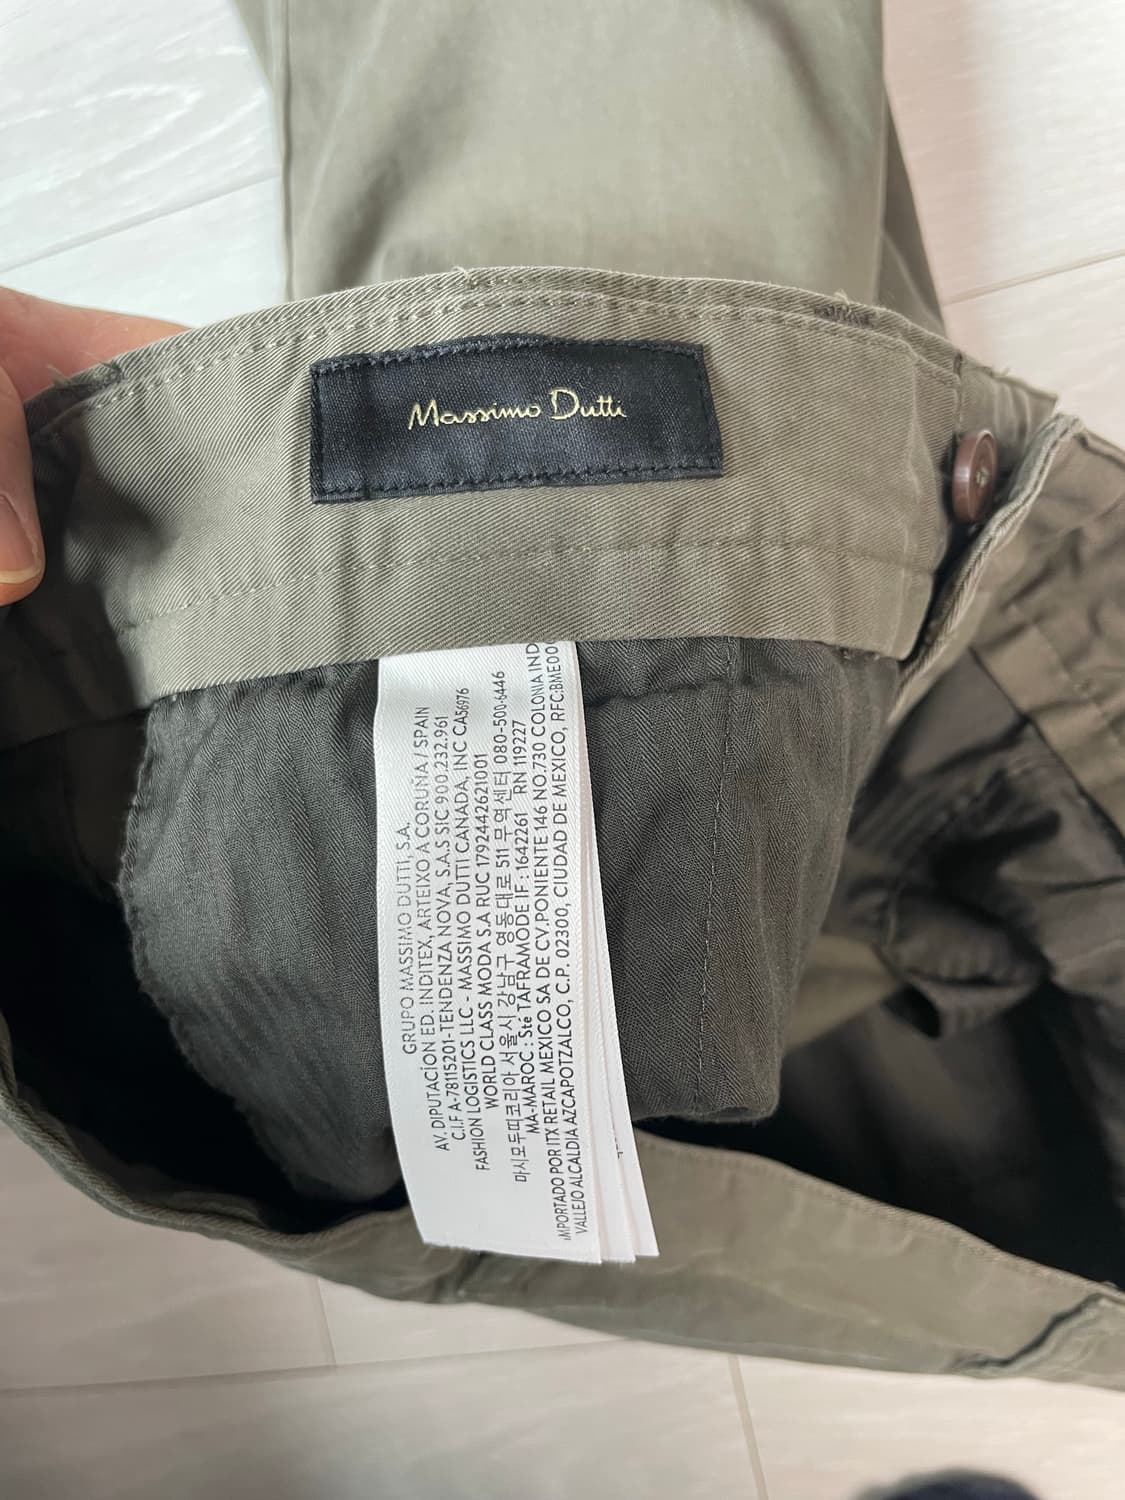 Massimo Dutti
GRUPO MASSIMO DUTTI, S.A.
AV. DIPUTACION ED. INDITEX, ARTEIXO A CORUÑA / SPAIN
C.I.F A-78115201-TENDENZA NOVA, S.A.S SIC 900.232.961
FASHION LOGISTICS LLC - MASSIMO DUTTI CANADA, INC CA56976
WORLD CLASS MODA S.A RUC 1792442621001
마시모두띠코리아 서울시 강남구 영동대로 511 무역센터 080-500-6446
MA-MAROC : Sté TAFRAMODE IF : 1642261 RN 119227
IMPORTADO POR ITX RETAIL MEXICO SA DE CV.PONIENTE 146 NO.730 COLONIA IND
VALLEJO ALCALDIA AZCAPOTZALCO, C.P. 02300, CIUDAD DE MEXICO, RFC:BME00